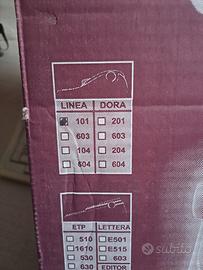 LINEA DORA
101 201
603 603
104 204
604 604
ETP LETTERA
510 E501
1610 E515
530 603
630 EDITOR
subito